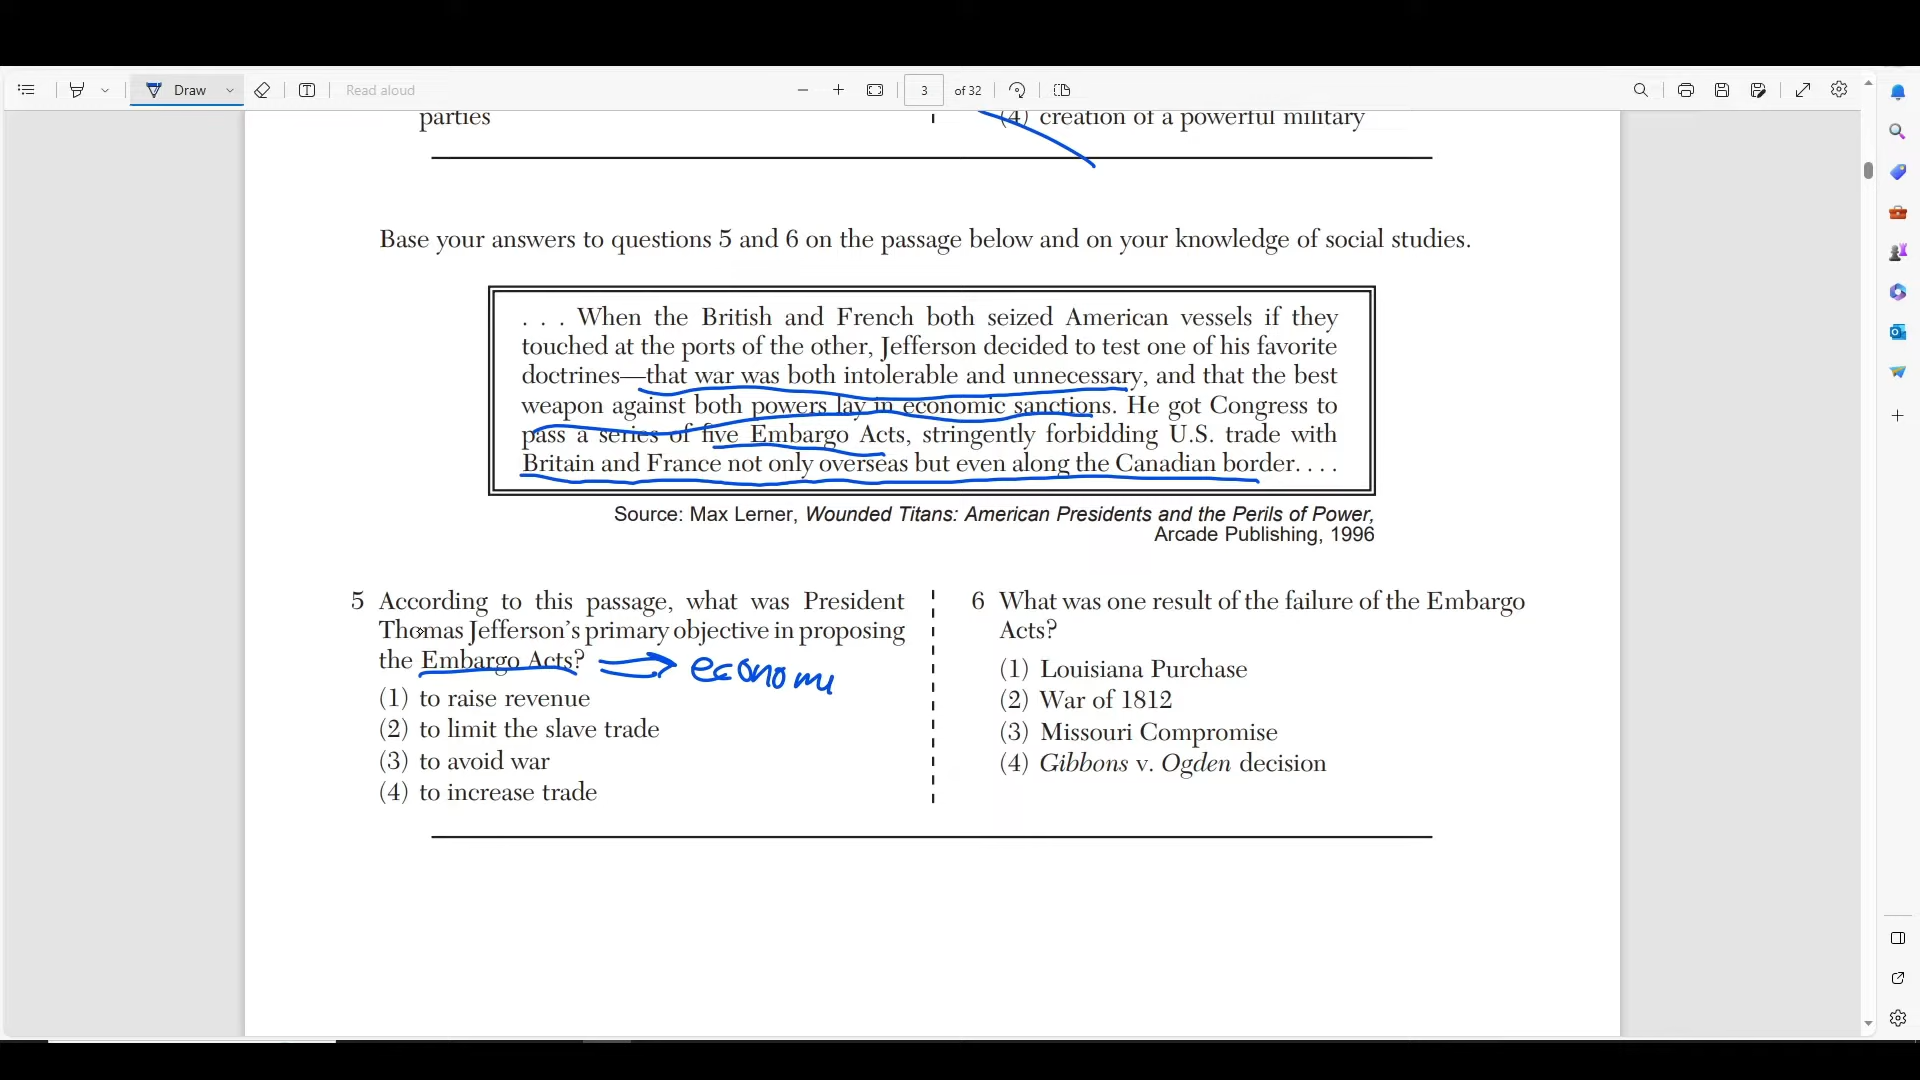 Draw
Read aloud
3
of 32
parties
(4) creation of a powerful military
Base your answers to questions 5 and 6 on the passage below and on your knowledge of social studies.
. . . When the British and French both seized American vessels if they
touched at the ports of the other, Jefferson decided to test one of his favorite
doctrines—that war was both intolerable and unnecessary, and that the best
weapon against both powers lay in economic sanctions. He got Congress to
pass a series of five Embargo Acts, stringently forbidding U.S. trade with
Britain and France not only overseas but even along the Canadian border. . . .
Source: Max Lerner, Wounded Titans: American Presidents and the Perils of Power,
Arcade Publishing, 1996
5 According to this passage, what was President
Thomas Jefferson's primary objective in proposing
the Embargo Acts?
economi
(1) to raise revenue
(2) to limit the slave trade
(3) to avoid war
(4) to increase trade
6 What was one result of the failure of the Embargo
Acts?
(1) Louisiana Purchase
(2) War of 1812
(3) Missouri Compromise
(4) Gibbons v. Ogden decision